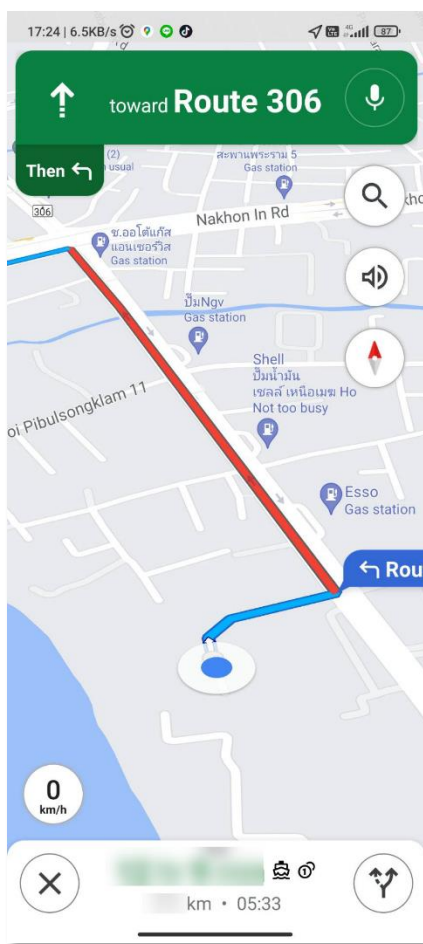 17:24 | 6.5KB/s
4G
87
toward Route 306
Then
(2)
usual
สะพานพระราม 5
Gas station
306
Nakhon In Rd
ช.ออโต้แก๊ส
แอนเซอร์วิส
Gas station
ปั๊มNgv
Gas station
Shell
ปั๊มน้ำมัน
เชลล์ เหนือเมฆ Ho
Not too busy
oi Pibulsongklam 11
Esso
Gas station
Rou
0
km/h
km • 05:33